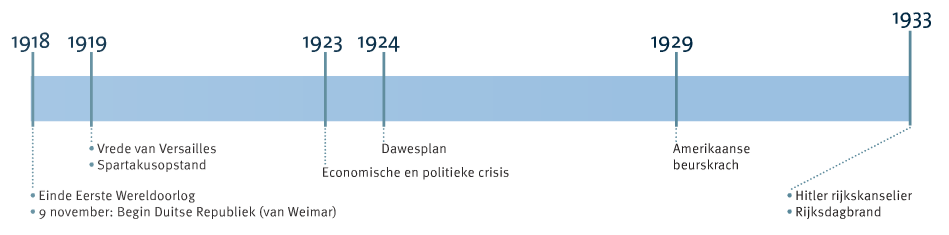 1918 1919 1923 1924 1929 1933
• Vrede van Versailles
• Spartakusopstand
Dawesplan
Economische en politieke crisis
Amerikaanse
beurskrach
• Einde Eerste Wereldoorlog
• 9 november: Begin Duitse Republiek (van Weimar)
• Hitler rijkskanselier
• Rijksdagbrand